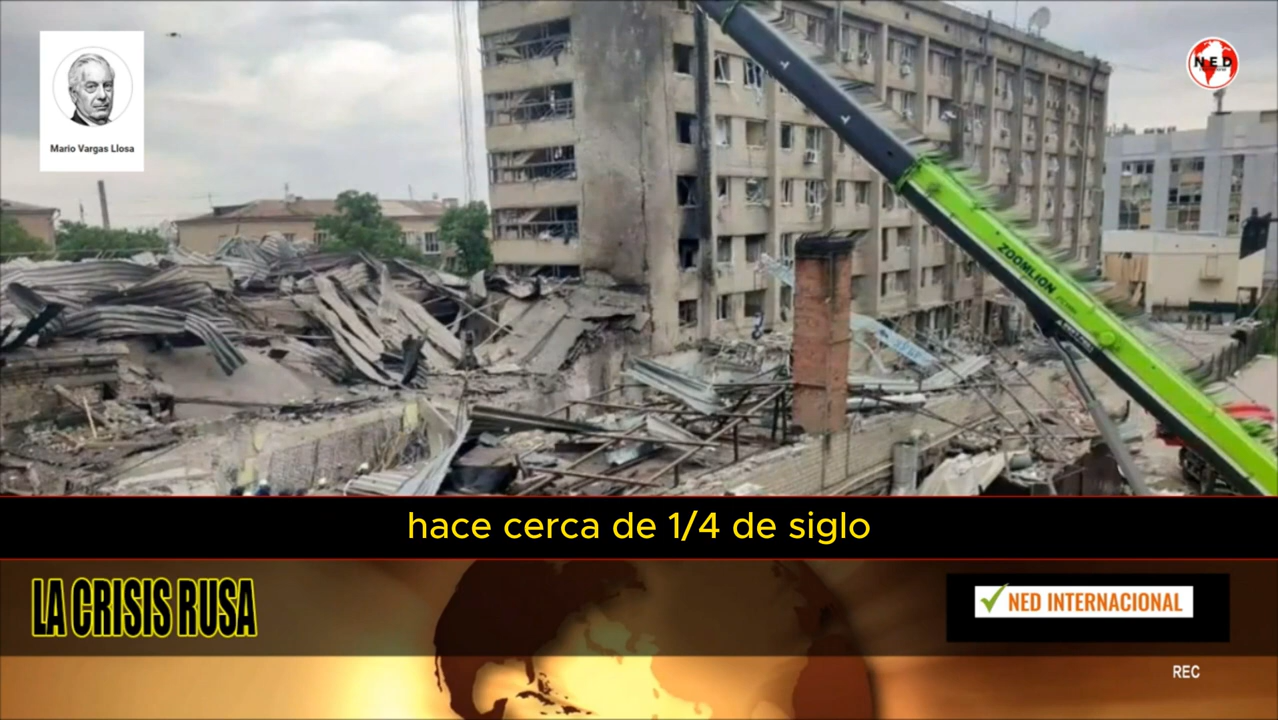 Mario Vargas Llosa
NED
ZOOMLION
hace cerca de 1/4 de siglo
LA CRISIS RUSA
NED INTERNACIONAL
REC